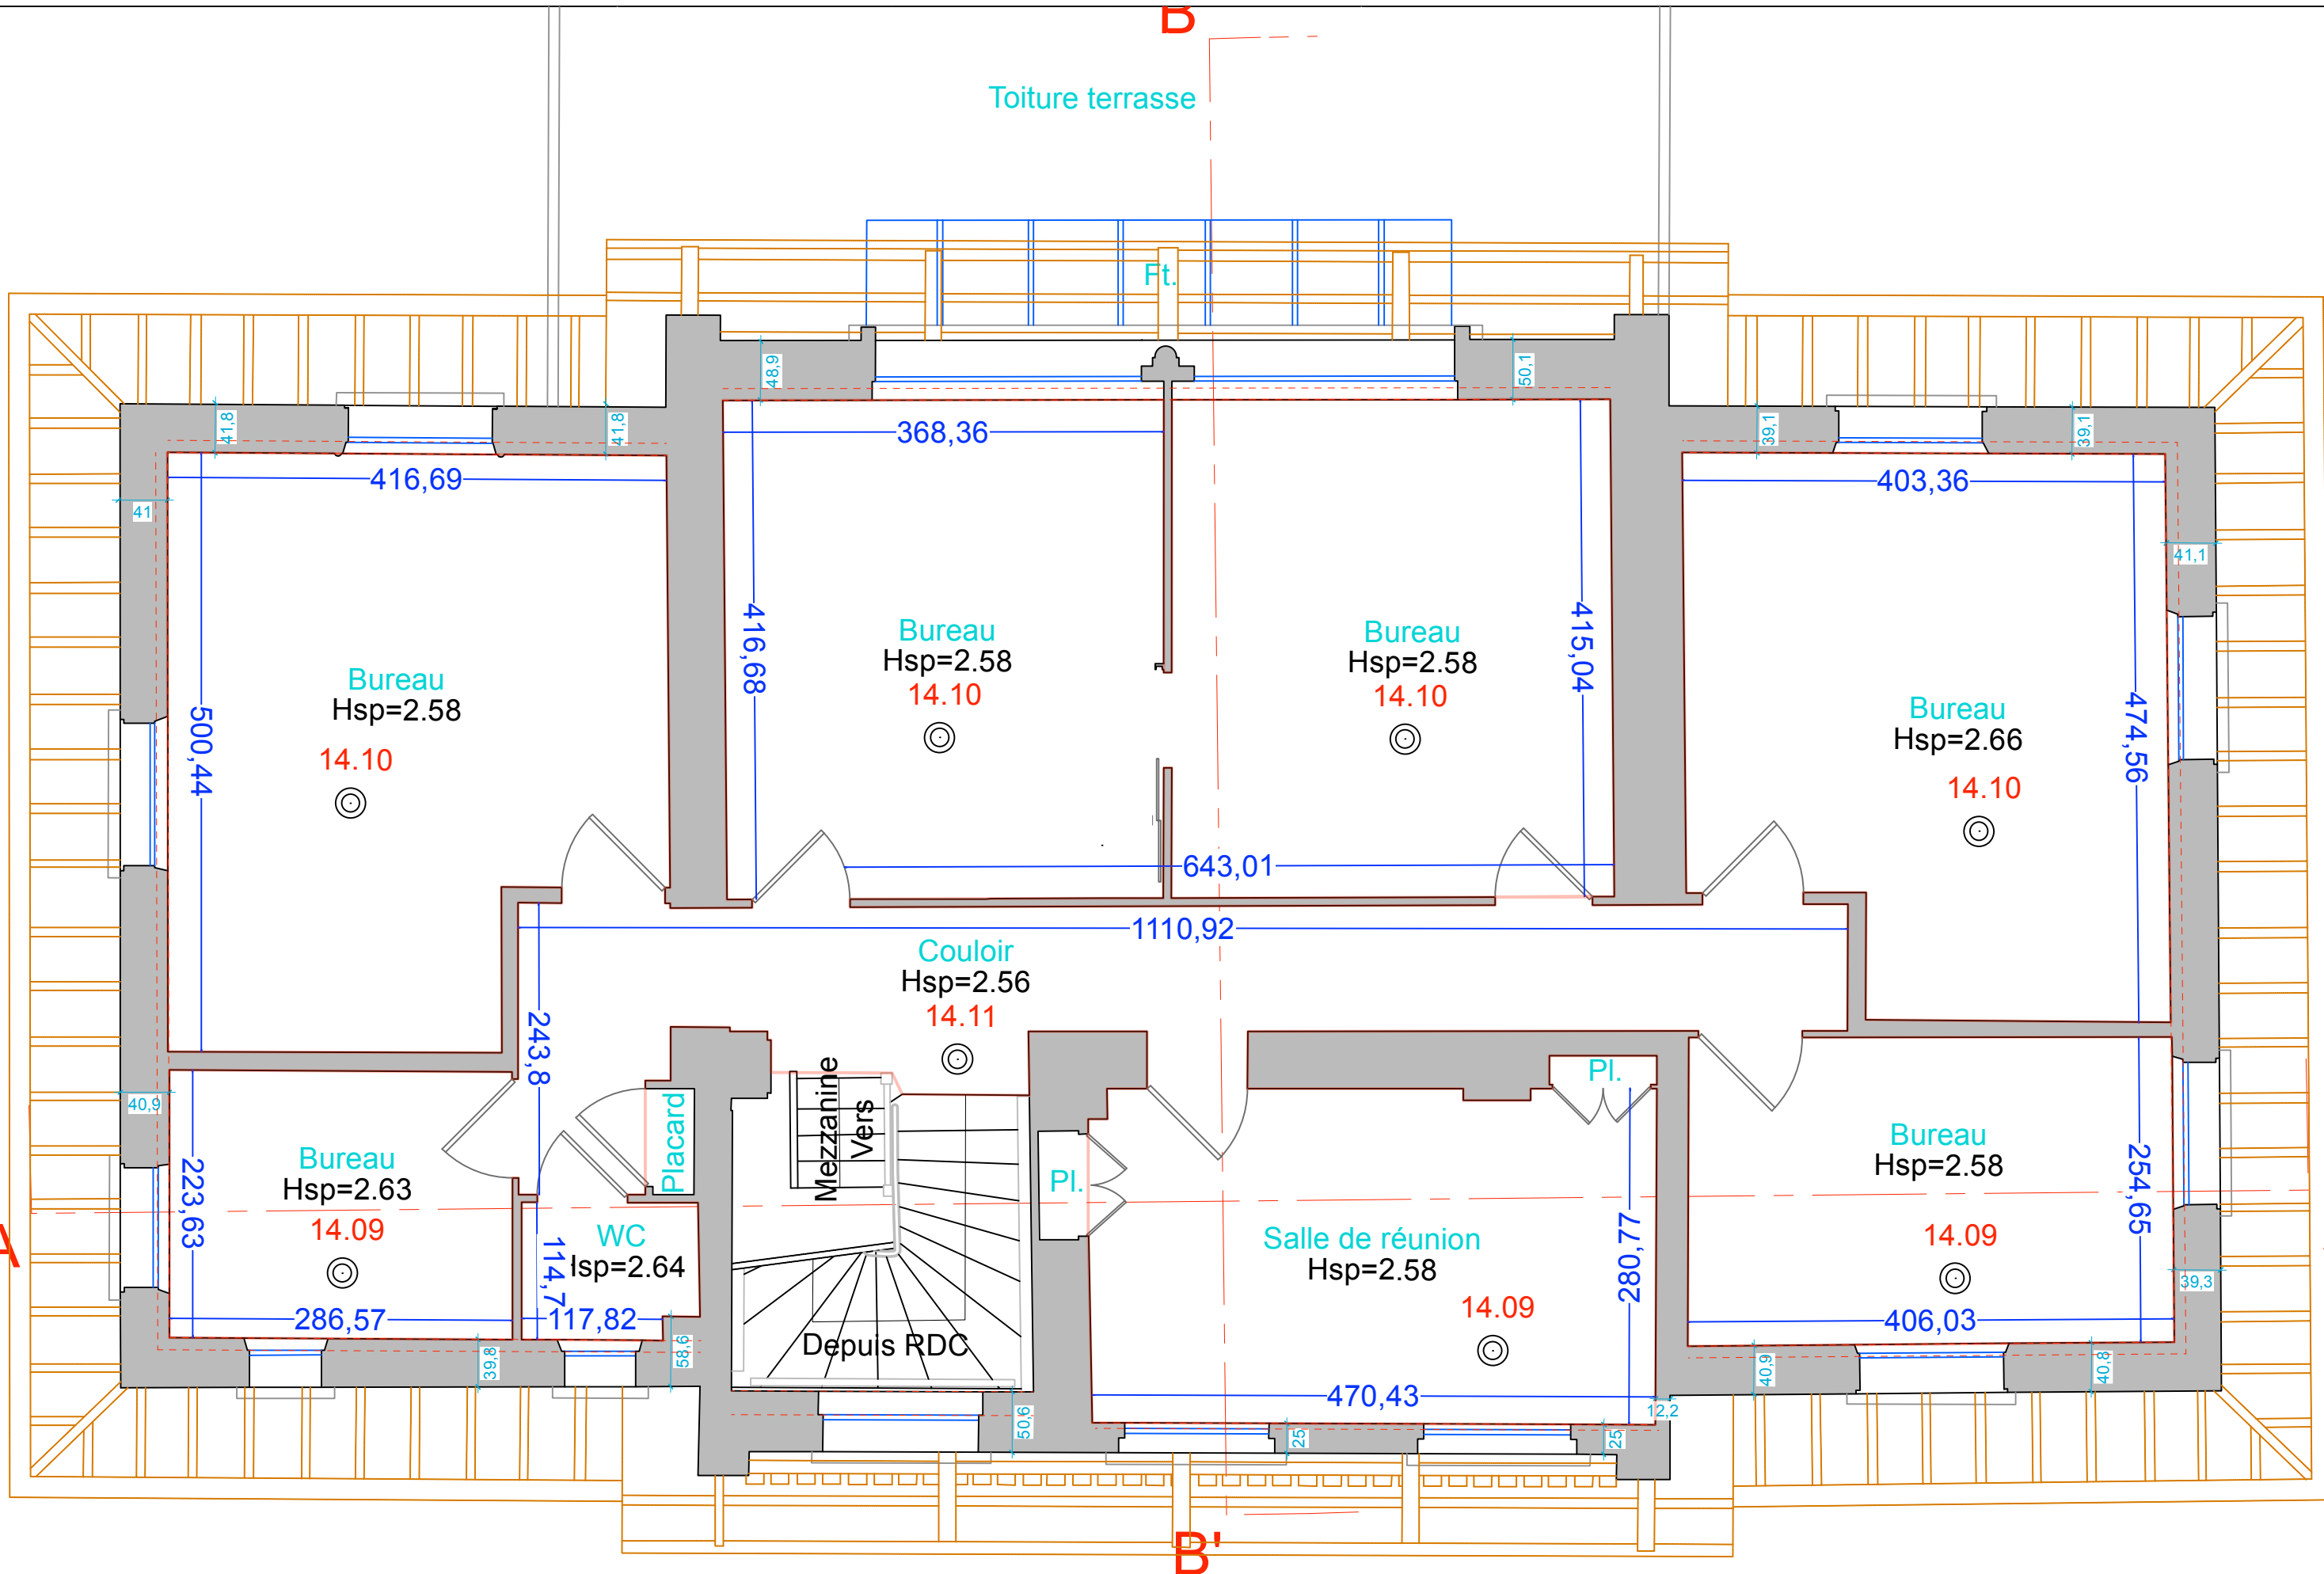 B
Toiture terrasse
Ft.
48,9
50,1
41,8
41,8
39,1
39,1
368,36
416,69
403,36
41
41,1
416,68
415,04
500,44
474,56
Bureau
Hsp=2.58
14.10
Bureau
Hsp=2.58
14.10
Bureau
Hsp=2.58
14.10
Bureau
Hsp=2.66
14.10
643,01
1110,92
Couloir
Hsp=2.56
14.11
243,8
40,9
Placard
Mezzanine
Vers
Pl.
Pl.
Bureau
Hsp=2.63
14.09
223,63
286,57
WC
Hsp=2.64
114,7
117,82
Depuis RDC
Salle de réunion
Hsp=2.58
14.09
280,77
470,43
Bureau
Hsp=2.58
14.09
254,65
406,03
39,3
A
39,8
58,6
50,6
25
25
12,2
40,9
40,8
B'